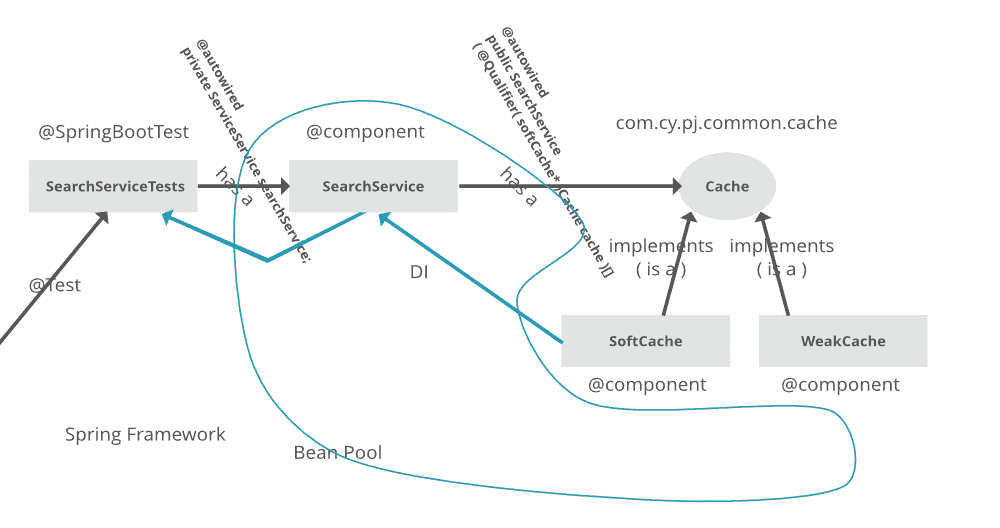 @autowired
private ServiceService searchService;
@autowired
public SearchService
( @Qualifier( softCache* )Cache cache ){}
com.cy.pj.common.cache
@SpringBootTest
@component
SearchServiceTests
has a
SearchService
has a
Cache
implements
( is a )
implements
( is a )
DI
@Test
SoftCache
WeakCache
@component
@component
Spring Framework
Bean Pool